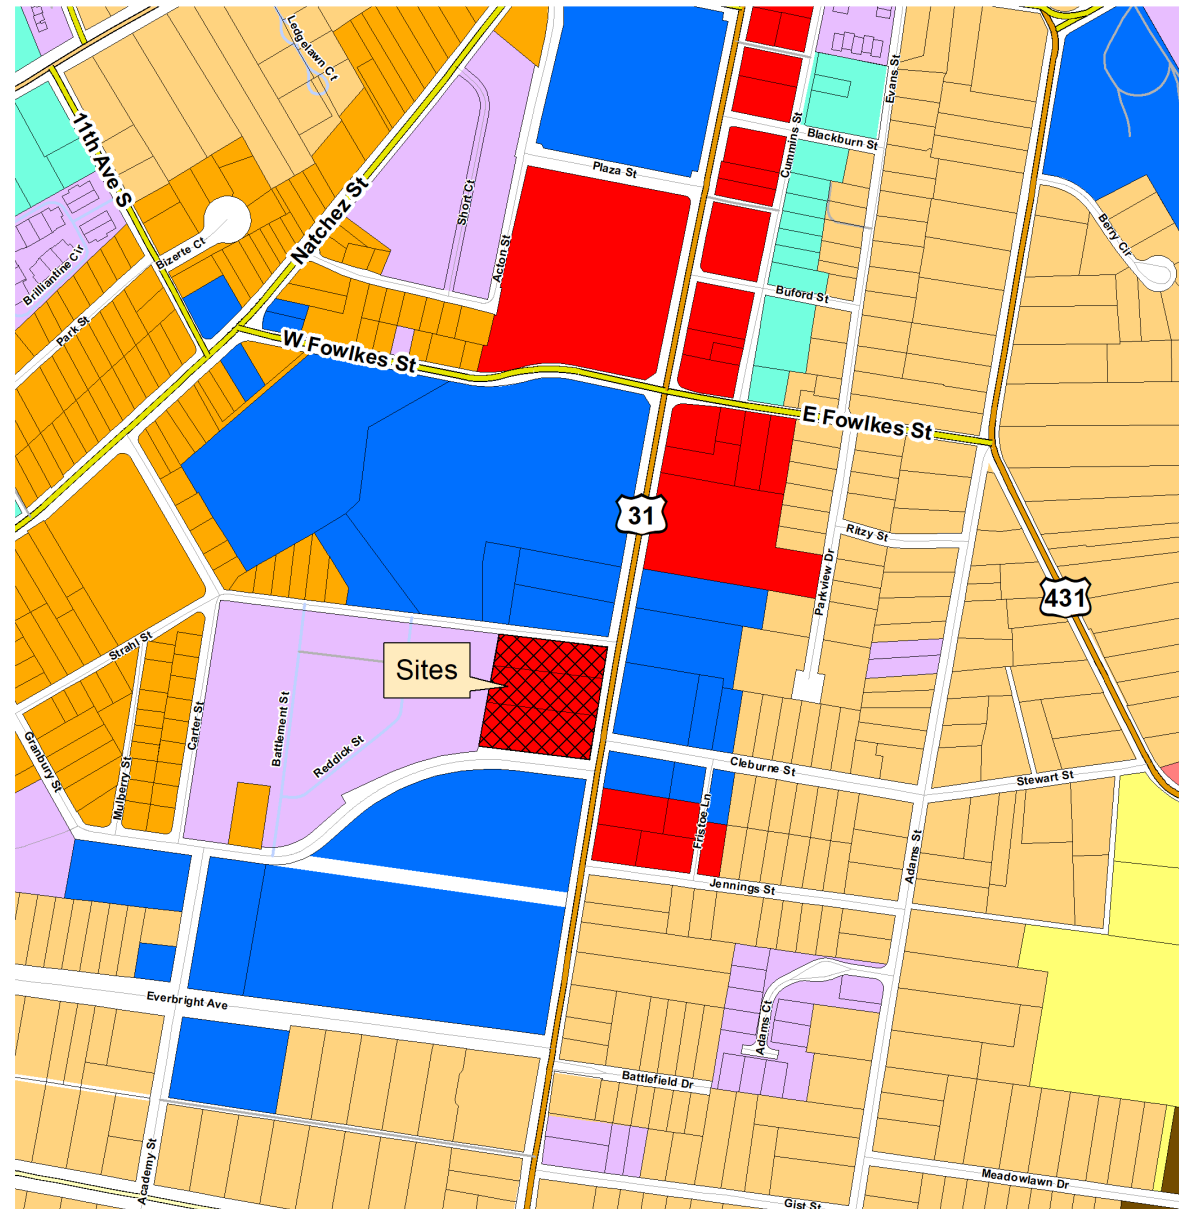 Ledgelawn Ct
Evans St
11th Ave S
Blackburn St
Cummins St
Plaza St
Short Ct
Natchez St
Berry Cir
Acton St
Bizerte Ct
Brilliantine Cir
Buford St
Park St
W Fowlkes St
E Fowlkes St
31
Ritzy St
Parkview Dr
431
Strahl St
Sites
Carter St
Battlement St
Reddick St
Granbury St
Mulberry St
Cleburne St
Stewart St
Fristoe Ln
Adams St
Jennings St
Everbright Ave
Adams Ct
Battlefield Dr
Academy St
Meadowlawn Dr
Gist St